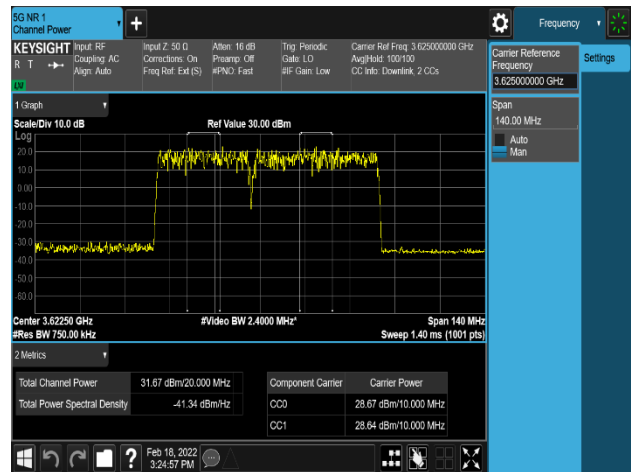 5G NR 1
Channel Power
Frequency
KEYSIGHT
R T
Input: RF
Coupling: AC
Align: Auto
Input Z: 50 Ω
Corrections: On
Freq Ref: Ext (S)
Atten: 16 dB
Preamp: Off
#PNO: Fast
Trig: Periodic
Gate: LO
#IF Gain: Low
Carrier Ref Freq: 3.625000000 GHz
Avg|Hold: 100/100
CC Info: Downlink, 2 CCs
LW
Carrier Reference
Frequency
3.625000000 GHz
Settings
Span
140.00 MHz
Auto
Man
1 Graph
Scale/Div 10.0 dB
Ref Value 30.00 dBm
Log
20.0
10.0
0.00
-10.0
-20.0
-30.0
-40.0
-50.0
-60.0
Center 3.62250 GHz
#Video BW 2.4000 MHz*
Span 140 MHz
#Res BW 750.00 kHz
Sweep 1.40 ms (1001 pts)
2 Metrics
Total Channel Power 31.67 dBm/20.000 MHz
Total Power Spectral Density -41.34 dBm/Hz
Component Carrier Carrier Power
CC0 28.67 dBm/10.000 MHz
CC1 28.64 dBm/10.000 MHz
?
Feb 18, 2022
3:24:57 PM